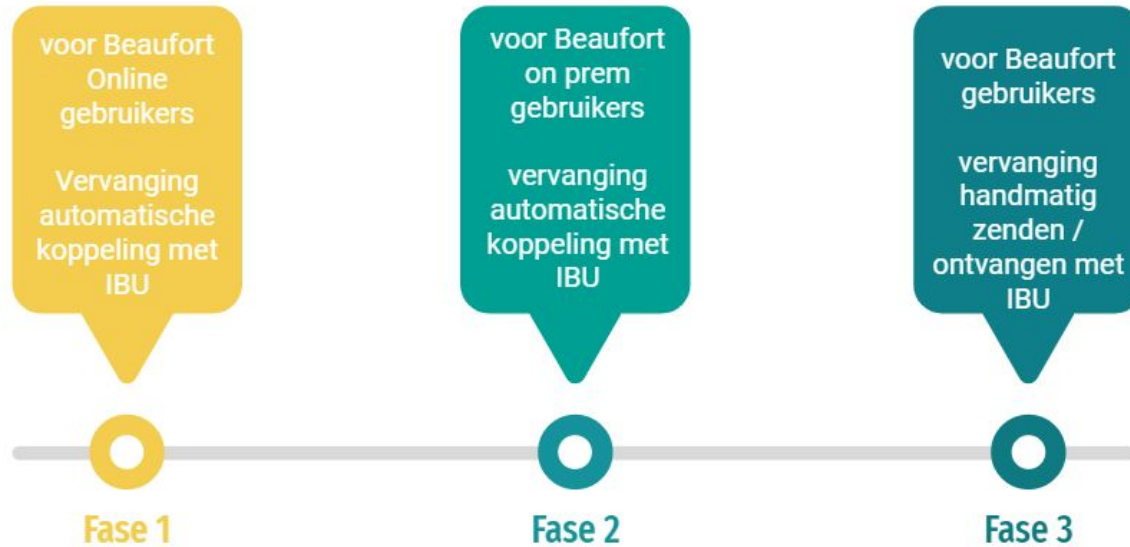 voor Beaufort
Online
gebruikers
Vervanging
automatische
koppeling met
IBU
voor Beaufort
on prem
gebruikers
vervanging
automatische
koppeling met
IBU
voor Beaufort
gebruikers
vervanging
handmatig
zenden /
ontvangen met
IBU
Fase 1
Fase 2
Fase 3